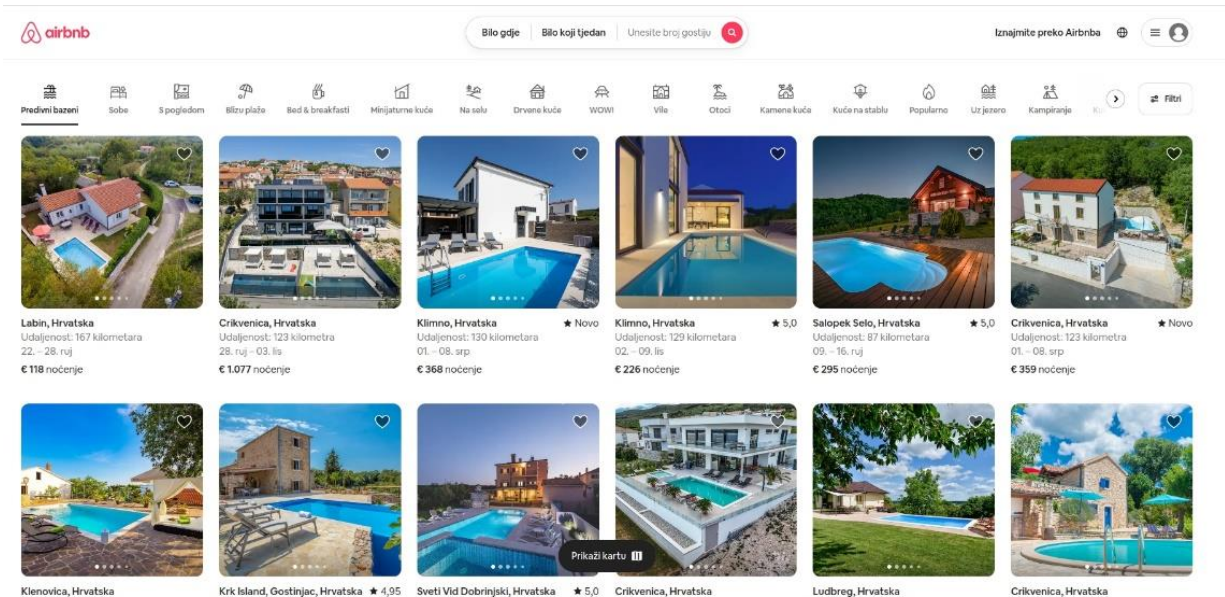 airbnb
Bilo gdje Bilo koji tjedan Unesite broj gostiju
Iznajmite preko Airbnba
Predivni bazeni Sobe S pogledom Blizu plaže Bed & breakfasti Minijaturne kuće Na selu Drvene kuće WOW! Vile Otoci Kamene kuće Kuće na stablu Popularno Uz jezero Kampiranje
Filtri
Labin, Hrvatska
Udaljenost: 167 kilometara
22. – 28. ruj
€ 118 noćenje
Crikvenica, Hrvatska
Udaljenost: 123 kilometra
28. ruj – 03. lis
€ 1.077 noćenje
Klimno, Hrvatska ★ Novo
Udaljenost: 130 kilometara
01. – 08. srp
€ 368 noćenje
Klimno, Hrvatska ★ 5,0
Udaljenost: 129 kilometara
02. – 09. lis
€ 226 noćenje
Salopek Selo, Hrvatska ★ 5,0
Udaljenost: 87 kilometara
09. – 16. ruj
€ 295 noćenje
Crikvenica, Hrvatska ★ Novo
Udaljenost: 123 kilometra
01. – 08. srp
€ 359 noćenje
Prikaži kartu
Klenovica, Hrvatska
Krk Island, Gostinjac, Hrvatska ★ 4,95
Sveti Vid Dobrinjski, Hrvatska ★ 5,0
Crikvenica, Hrvatska
Ludbreg, Hrvatska
Crikvenica, Hrvatska